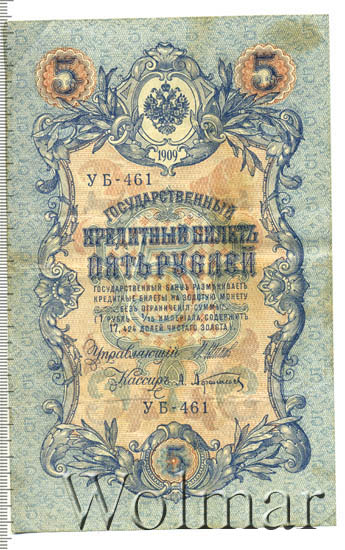 5 5
1909
УБ-461
ГОСУДАРСТВЕННЫЙ
КРЕДИТНЫЙ БИЛЕТЪ
ПЯТЬ РУБЛЕЙ
ГОСУДАРСТВЕННЫЙ БАНКЪ РАЗМѢНИВАЕТЪ
КРЕДИТНЫЕ БИЛЕТЫ НА ЗОЛОТУЮ МОНЕТУ
БЕЗЪ ОГРАНИЧЕНІЯ СУММЫ
(1 РУБЛЬ = 1/15 ИМПЕРІАЛА, СОДЕРЖИТЪ
17,424 ДОЛЕЙ ЧИСТАГО ЗОЛОТА).
Управляющій
Кассиръ
УБ-461
5
Wolmar